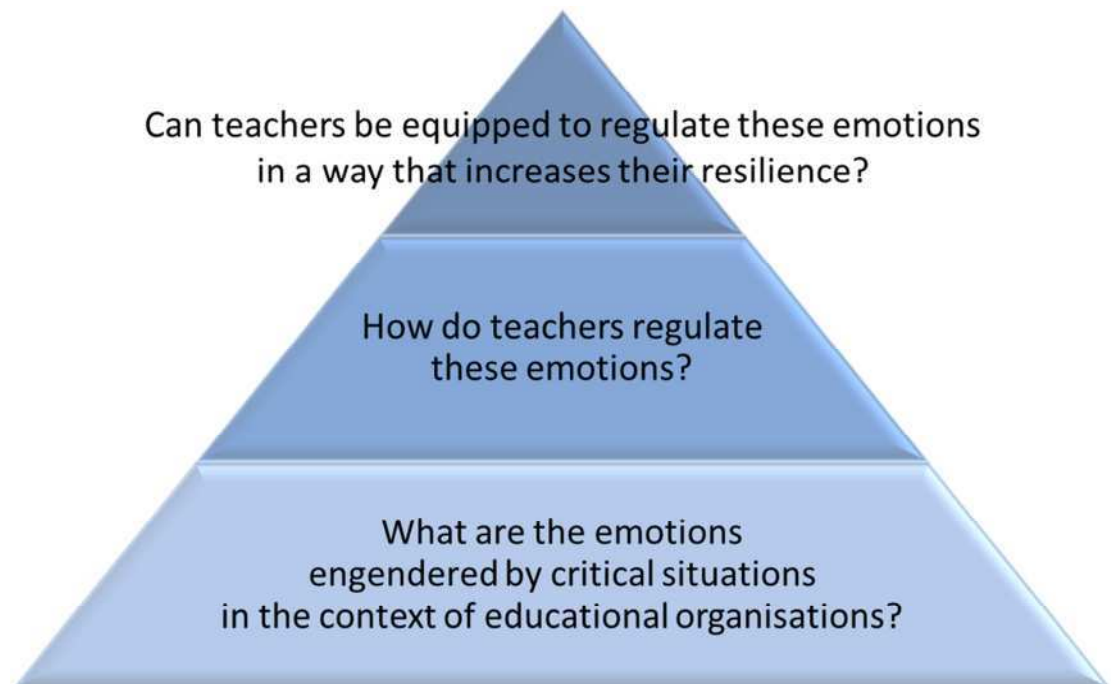 Can teachers be equipped to regulate these emotions
in a way that increases their resilience?
How do teachers regulate
these emotions?
What are the emotions
engendered by critical situations
in the context of educational organisations?